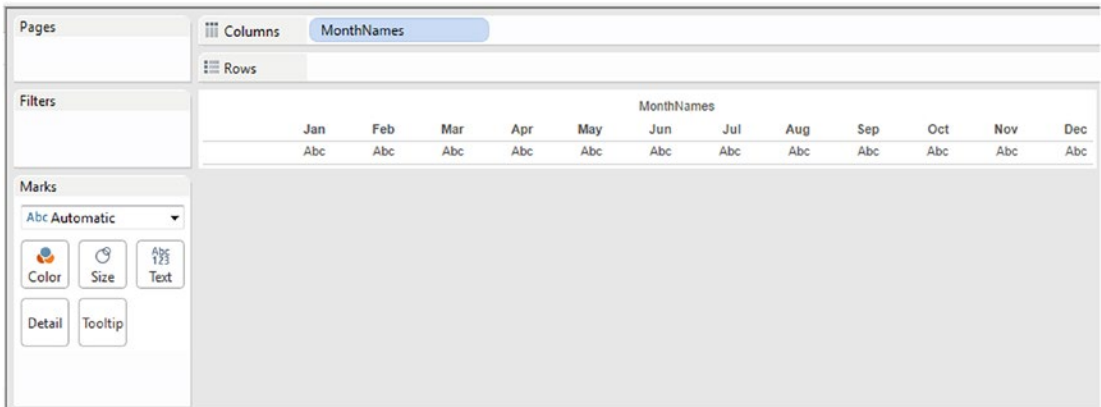 Pages
Columns MonthNames
Rows
Filters
MonthNames
Jan Feb Mar Apr May Jun Jul Aug Sep Oct Nov Dec
Abc Abc Abc Abc Abc Abc Abc Abc Abc Abc Abc Abc
Marks
Abc Automatic
Abc
123
Color Size Text
Detail Tooltip